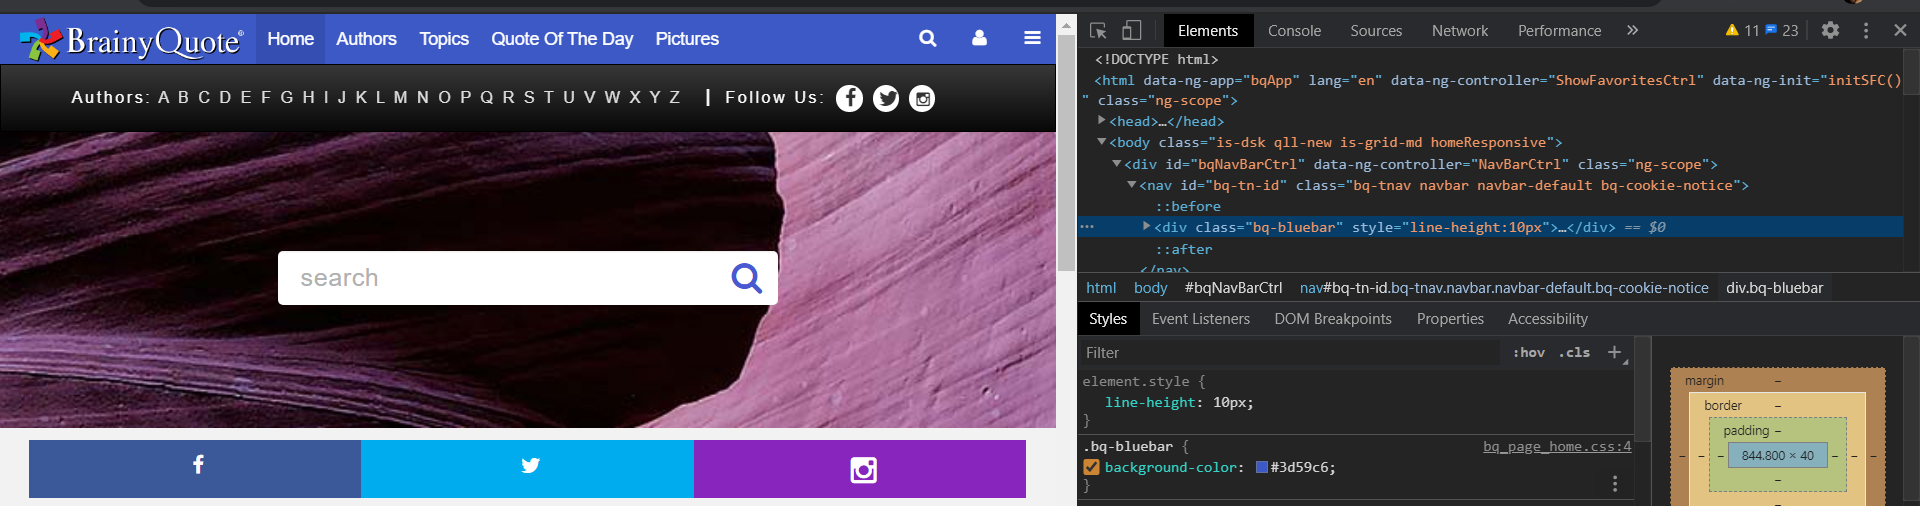 BrainyQuote® Home Authors Topics Quote Of The Day Pictures
Authors: A B C D E F G H I J K L M N O P Q R S T U V W X Y Z | Follow Us:
search
Elements Console Sources Network Performance » 11 23
<!DOCTYPE html>
<html data-ng-app="bqApp" lang="en" data-ng-controller="ShowFavoritesCtrl" data-ng-init="initSFC()
" class="ng-scope">
<head>…</head>
<body class="is-dsk qll-new is-grid-md homeResponsive">
<div id="bqNavBarCtrl" data-ng-controller="NavBarCtrl" class="ng-scope">
<nav id="bq-tn-id" class="bq-tnav navbar navbar-default bq-cookie-notice">
::before
<div class="bq-bluebar" style="line-height:10px">…</div> == $0
::after
</nav>
html body #bqNavBarCtrl nav#bq-tn-id.bq-tnav.navbar.navbar-default.bq-cookie-notice div.bq-bluebar
Styles Event Listeners DOM Breakpoints Properties Accessibility
Filter :hov .cls +
element.style {
line-height: 10px;
}
.bq-bluebar { bq_page_home.css:4
background-color: #3d59c6;
}
margin –
border –
padding –
– – – 844.800 × 40 – – –
–